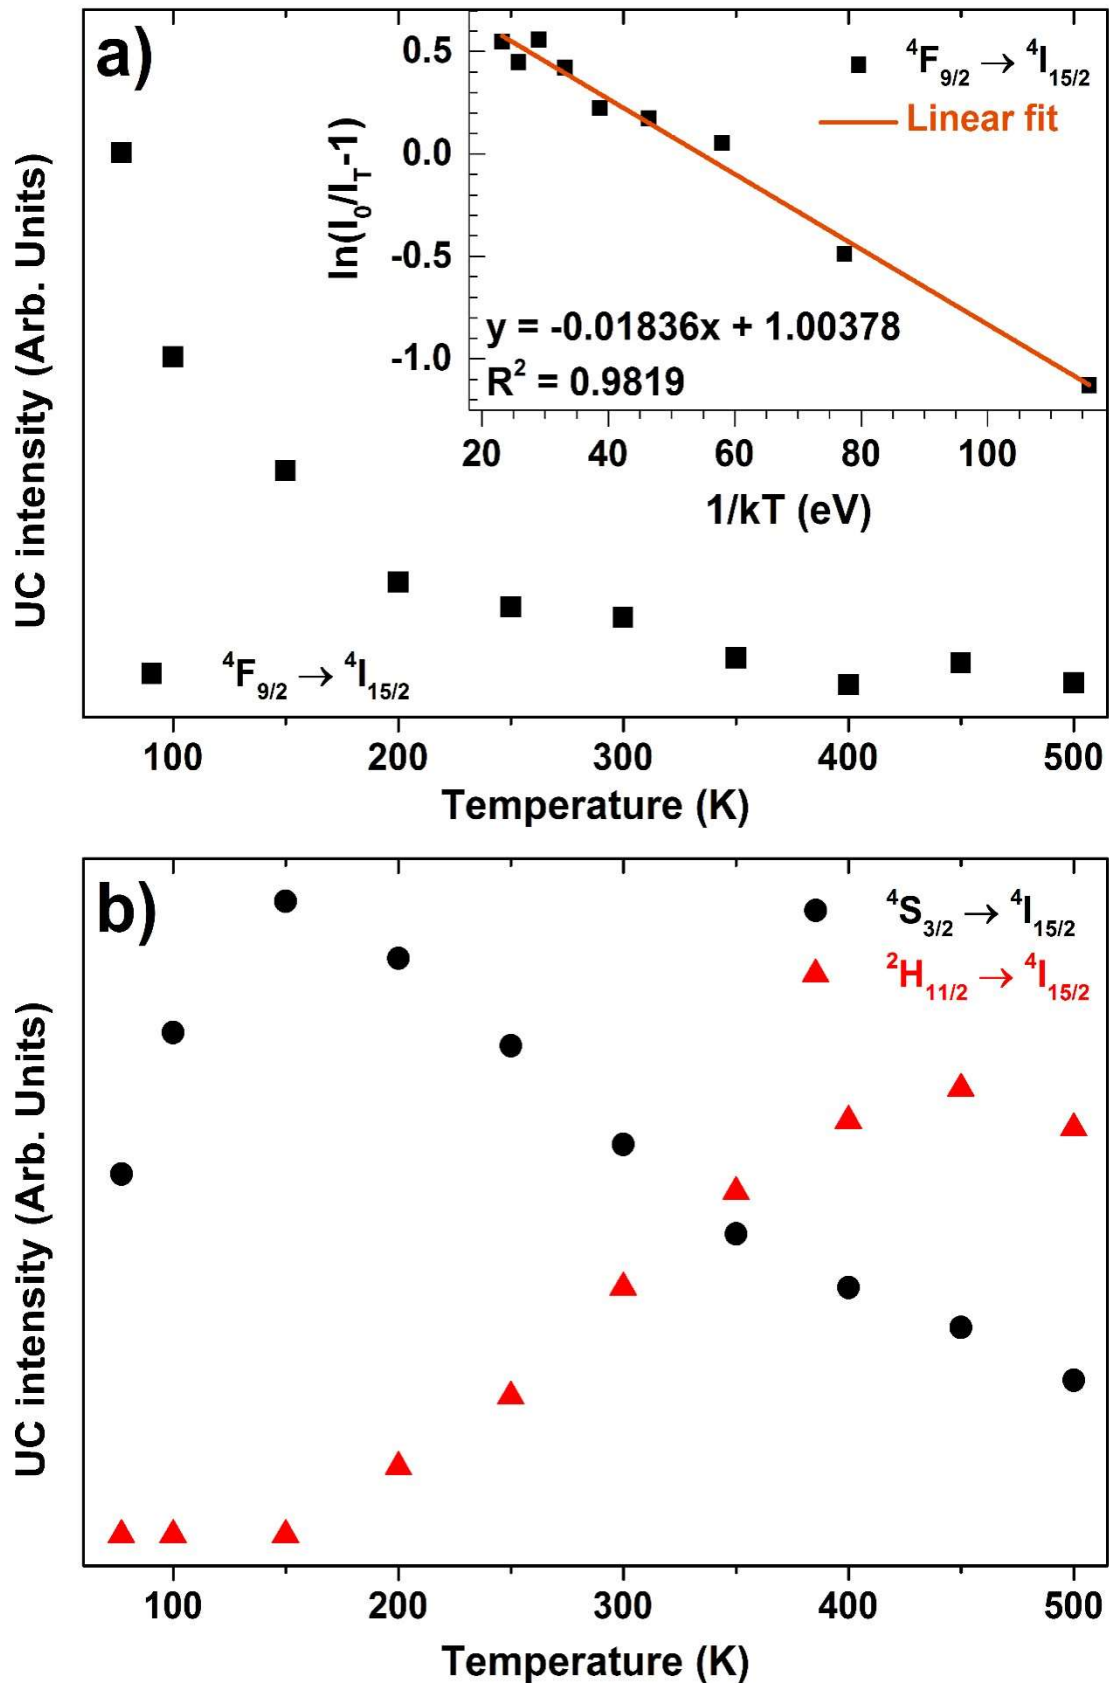 a)
⁴F₉/₂ → ⁴I₁₅/₂
Linear fit
0.5
0.0
-0.5
-1.0
ln(I₀/I_T-1)
y = -0.01836x + 1.00378
R² = 0.9819
20 40 60 80 100
1/kT (eV)
UC intensity (Arb. Units)
⁴F₉/₂ → ⁴I₁₅/₂
100 200 300 400 500
Temperature (K)
b)
⁴S₃/₂ → ⁴I₁₅/₂
²H₁₁/₂ → ⁴I₁₅/₂
UC intensity (Arb. Units)
100 200 300 400 500
Temperature (K)